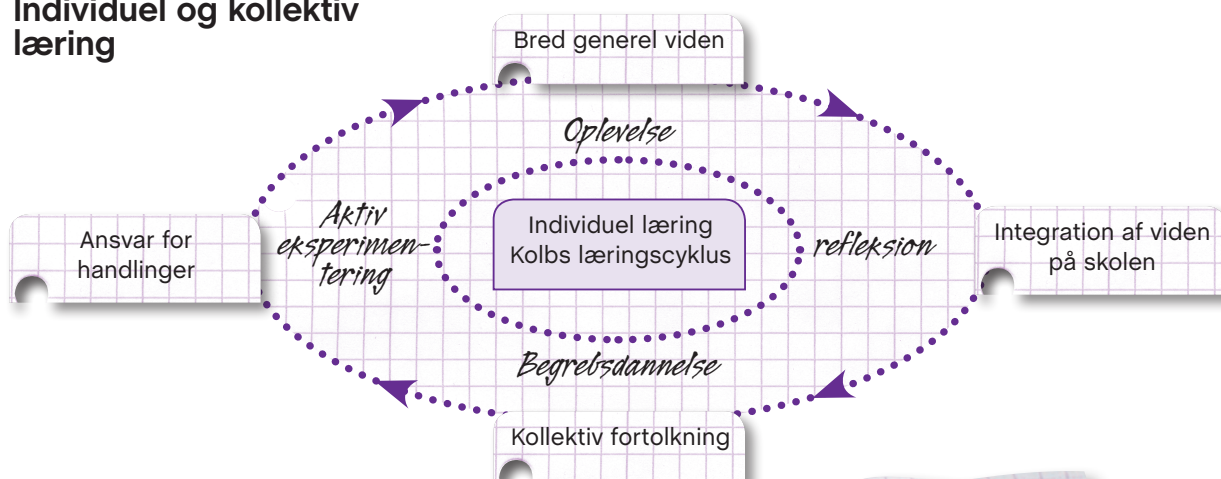 Individuel og kollektiv
læring
Bred generel viden
Oplevelse
Aktiv
eksperimen-
tering
Individuel læring
Kolbs læringscyklus
refleksion
Ansvar for
handlinger
Integration af viden
på skolen
Begrebsdannelse
Kollektiv fortolkning